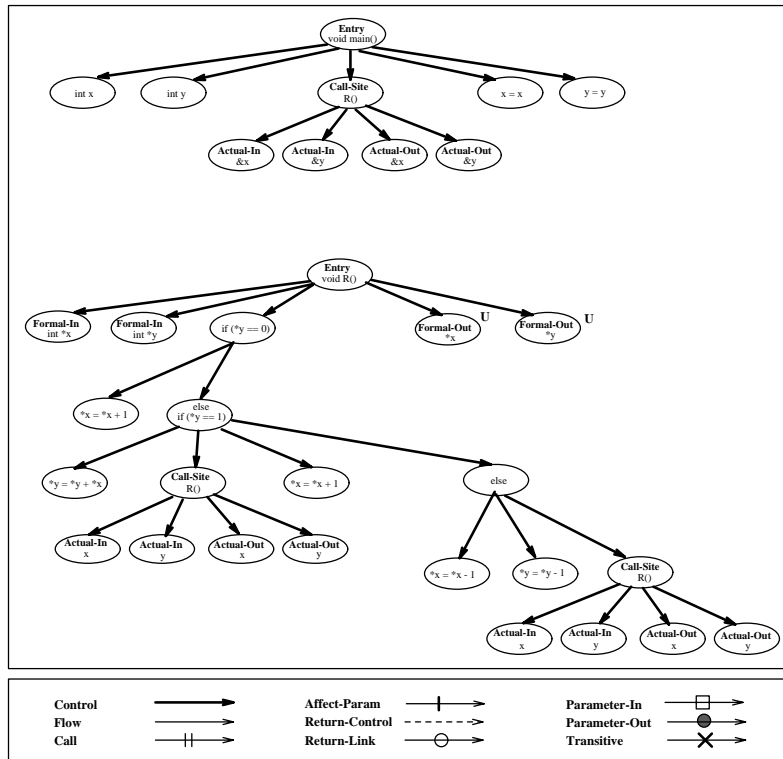 Entry
void main()
int x
int y
Call-Site
R()
x = x
y = y
Actual-In
&x
Actual-In
&y
Actual-Out
&x
Actual-Out
&y
Entry
void R()
Formal-In
int *x
Formal-In
int *y
if (*y == 0)
Formal-Out
*x
U
Formal-Out
*y
U
*x = *x + 1
else
if (*y == 1)
*y = *y + *x
Call-Site
R()
*x = *x + 1
else
Actual-In
x
Actual-In
y
Actual-Out
x
Actual-Out
y
*x = *x - 1
*y = *y - 1
Call-Site
R()
Actual-In
x
Actual-In
y
Actual-Out
x
Actual-Out
y
Control
Affect-Param
Parameter-In
Flow
Return-Control
Parameter-Out
Call
Return-Link
Transitive